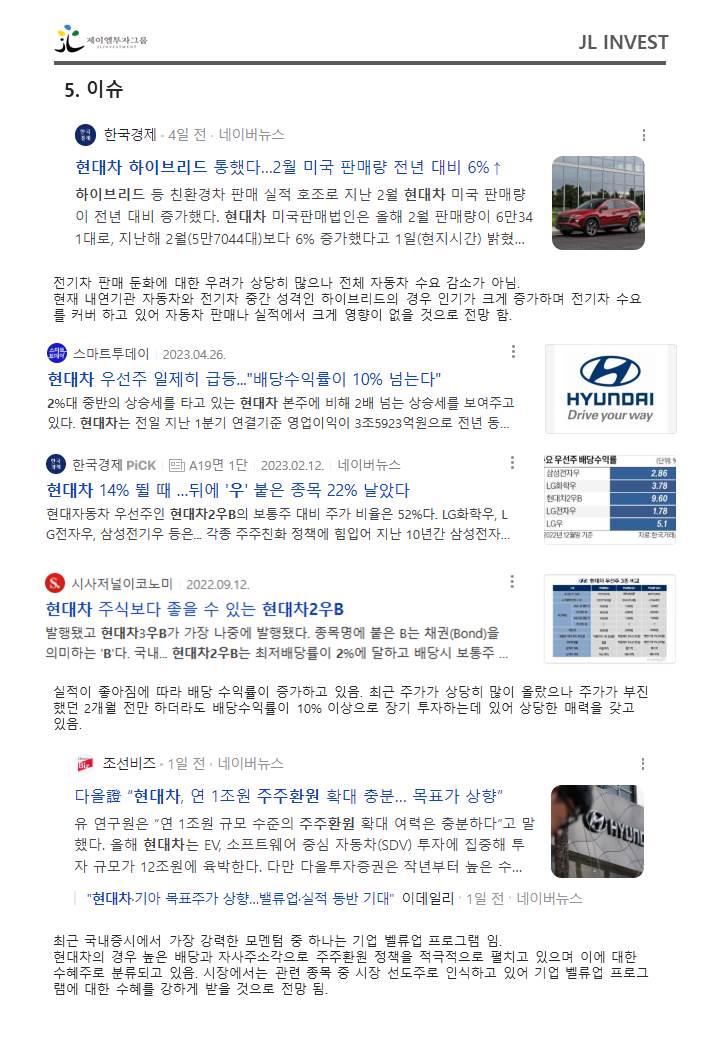 제이엘투자그룹
JL INVESTMENT
JL INVEST
5. 이슈
한국경제
한국경제 · 4일 전 · 네이버뉴스
현대차 하이브리드 통했다...2월 미국 판매량 전년 대비 6%↑
하이브리드 등 친환경차 판매 실적 호조로 지난 2월 현대차 미국 판매량
이 전년 대비 증가했다. 현대차 미국판매법인은 올해 2월 판매량이 6만34
1대로, 지난해 2월(5만7044대)보다 6% 증가했다고 1일(현지시간) 밝혔...
전기차 판매 둔화에 대한 우려가 상당히 많으나 전체 자동차 수요 감소가 아님.
현재 내연기관 자동차와 전기차 중간 성격인 하이브리드의 경우 인기가 크게 증가하며 전기차 수요
를 커버 하고 있어 자동차 판매나 실적에서 크게 영향이 없을 것으로 전망 함.
스마트투데이
스마트투데이 2023.04.26.
현대차 우선주 일제히 급등..."배당수익률이 10% 넘는다"
2%대 중반의 상승세를 타고 있는 현대차 본주에 비해 2배 넘는 상승세를 보여주고
있다. 현대차는 전일 지난 1분기 연결기준 영업이익이 3조5923억원으로 전년 동...
HYUNDAI
Drive your way
한국경제
한국경제 PiCK A19면 1단 2023.02.12. 네이버뉴스
현대차 14% 뛸 때 ...뒤에 '우' 붙은 종목 22% 날았다
현대자동차 우선주인 현대차2우B의 보통주 대비 주가 비율은 52%다. LG화학우, L
G전자우, 삼성전기우 등은... 각종 주주친화 정책에 힘입어 지난 10년간 삼성전자...
요 우선주 배당수익률 (단위:%
삼성전자우 2.86
LG화학우 3.78
현대차2우B 9.60
LG전자우 1.78
LG우 5.1
2022년 12월말 기준 자료:한국거래
S.
시사저널이코노미 2022.09.12.
현대차 주식보다 좋을 수 있는 현대차2우B
발행됐고 현대차3우B가 가장 나중에 발행됐다. 종목명에 붙은 B는 채권(Bond)을
의미하는 'B'다. 국내... 현대차2우B는 최저배당률이 2%에 달하고 배당시 보통주 ...
현대차 우선주 3종 비교
실적이 좋아짐에 따라 배당 수익률이 증가하고 있음. 최근 주가가 상당히 많이 올랐으나 주가가 부진
했던 2개월 전만 하더라도 배당수익률이 10% 이상으로 장기 투자하는데 있어 상당한 매력을 갖고
있음.
조선비즈 · 1일 전 · 네이버뉴스
다올證 “현대차, 연 1조원 주주환원 확대 충분... 목표가 상향”
유 연구원은 “연 1조원 규모 수준의 주주환원 확대 여력은 충분하다”고 말
했다. 올해 현대차는 EV, 소프트웨어 중심 자동차(SDV) 투자에 집중해 투
자 규모가 12조원에 육박한다. 다만 다올투자증권은 작년부터 높은 수...
HYUND
"현대차·기아 목표주가 상향...밸류업·실적 동반 기대" 이데일리 · 1일 전 · 네이버뉴스
최근 국내증시에서 가장 강력한 모멘텀 중 하나는 기업 벨류업 프로그램 임.
현대차의 경우 높은 배당과 자사주소각으로 주주환원 정책을 적극적으로 펼치고 있으며 이에 대한
수혜주로 분류되고 있음. 시장에서는 관련 종목 중 시장 선도주로 인식하고 있어 기업 벨류업 프로그
램에 대한 수혜를 강하게 받을 것으로 전망 됨.